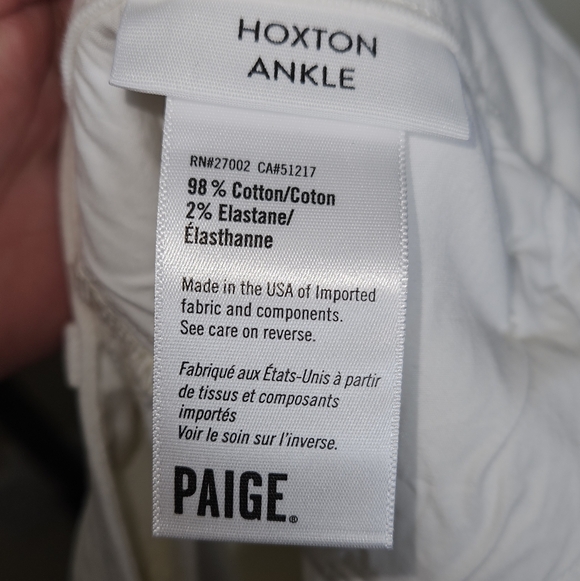 HOXTON
ANKLE
RN#27002 CA#51217
98 % Cotton/Coton
2% Elastane/
Élasthanne
Made in the USA of Imported
fabric and components.
See care on reverse.
Fabriqué aux États-Unis à partir
de tissus et composants
importés
Voir le soin sur l'inverse.
PAIGE®